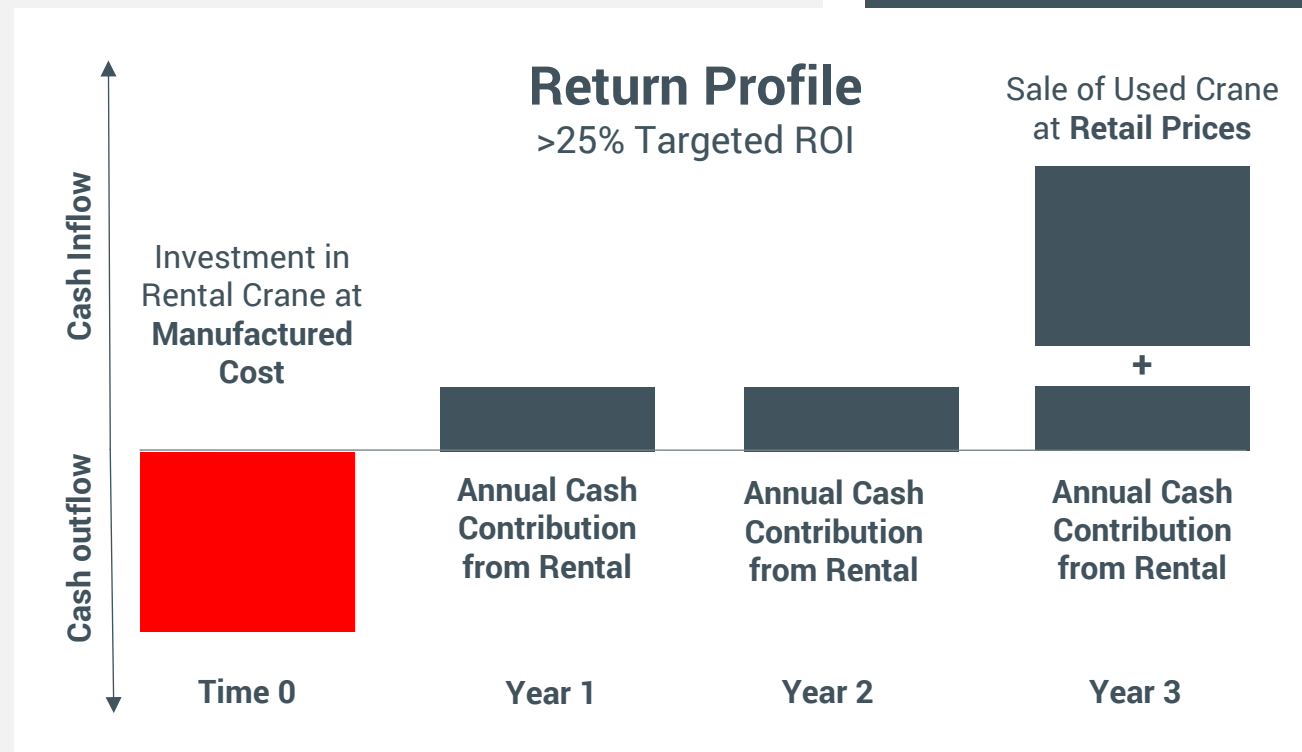 Return Profile
>25% Targeted ROI
Sale of Used Crane
at Retail Prices
Cash Inflow
Investment in
Rental Crane at
Manufactured
Cost
+
Cash outflow
Annual Cash
Contribution
from Rental
Annual Cash
Contribution
from Rental
Annual Cash
Contribution
from Rental
Time 0
Year 1
Year 2
Year 3